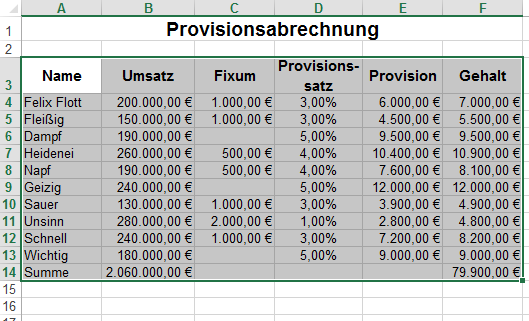 A B C D E F
1 Provisionsabrechnung
2
3 Name Umsatz Fixum Provisions-satz Provision Gehalt
4 Felix Flott 200.000,00 € 1.000,00 € 3,00% 6.000,00 € 7.000,00 €
5 Fleißig 150.000,00 € 1.000,00 € 3,00% 4.500,00 € 5.500,00 €
6 Dampf 190.000,00 € 5,00% 9.500,00 € 9.500,00 €
7 Heidenei 260.000,00 € 500,00 € 4,00% 10.400,00 € 10.900,00 €
8 Napf 190.000,00 € 500,00 € 4,00% 7.600,00 € 8.100,00 €
9 Geizig 240.000,00 € 5,00% 12.000,00 € 12.000,00 €
10 Sauer 130.000,00 € 1.000,00 € 3,00% 3.900,00 € 4.900,00 €
11 Unsinn 280.000,00 € 2.000,00 € 1,00% 2.800,00 € 4.800,00 €
12 Schnell 240.000,00 € 1.000,00 € 3,00% 7.200,00 € 8.200,00 €
13 Wichtig 180.000,00 € 5,00% 9.000,00 € 9.000,00 €
14 Summe 2.060.000,00 € 79.900,00 €
15
16